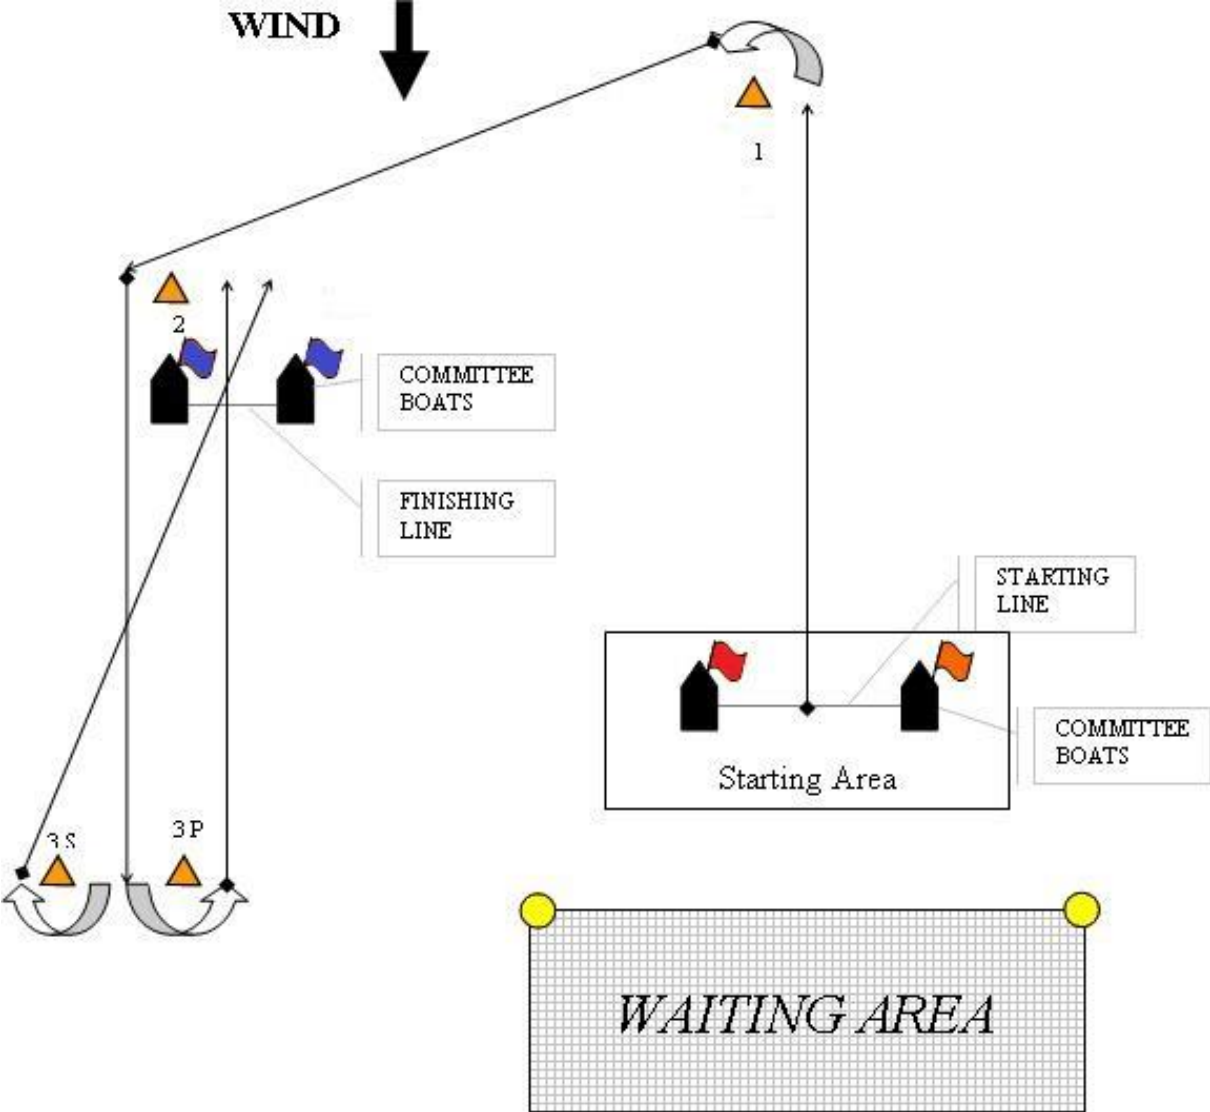 WIND
1
2
COMMITTEE
BOATS
FINISHING
LINE
STARTING
LINE
COMMITTEE
BOATS
Starting Area
3S
3P
WAITING AREA